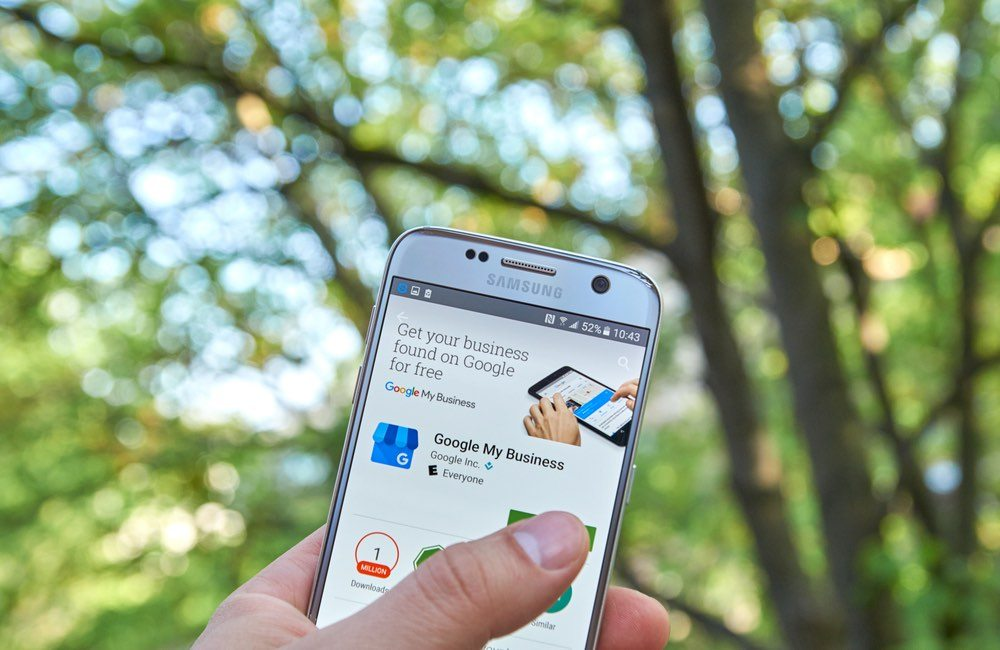 SAMSUNG
52% 10:43
Get your business
found on Google
for free
Google My Business
G
Google My Business
Google Inc.
E Everyone
1
MILLION
Downloads
Similar